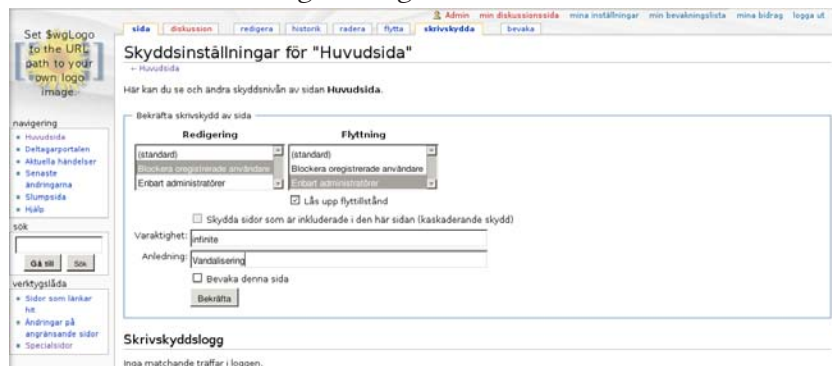 Admin min diskussionssida mina inställningar min bevakningslista mina bidrag logga ut
sida diskussion redigera historik radera flytta skrivskydda bevaka
Set $wgLogo
to the URL
path to your
own logo
image.
Skyddsinställningar för "Huvudsida"
← Huvudsida
Här kan du se och ändra skyddsnivån av sidan Huvudsida.
navigering
Huvudsida
Deltagarportalen
Aktuella händelser
Senaste
ändringarna
Slumpsida
Hjälp
sök
Gå till Sök
verktygslåda
Sidor som länkar
hit
Ändringar på
angränsande sidor
Specialsidor
Bekräfta skrivskydd av sida
Redigering Flyttning
(standard) (standard)
Blockera oregistrerade användare Blockera oregistrerade användare
Enbart administratörer Enbart administratörer
Lås upp flyttillstånd
Skydda sidor som är inkluderade i den här sidan (kaskaderande skydd)
Varaktighet: infinite
Anledning: Vandalisering
Bevaka denna sida
Bekräfta
Skrivskyddslogg
Inga matchande träffar i loggen.